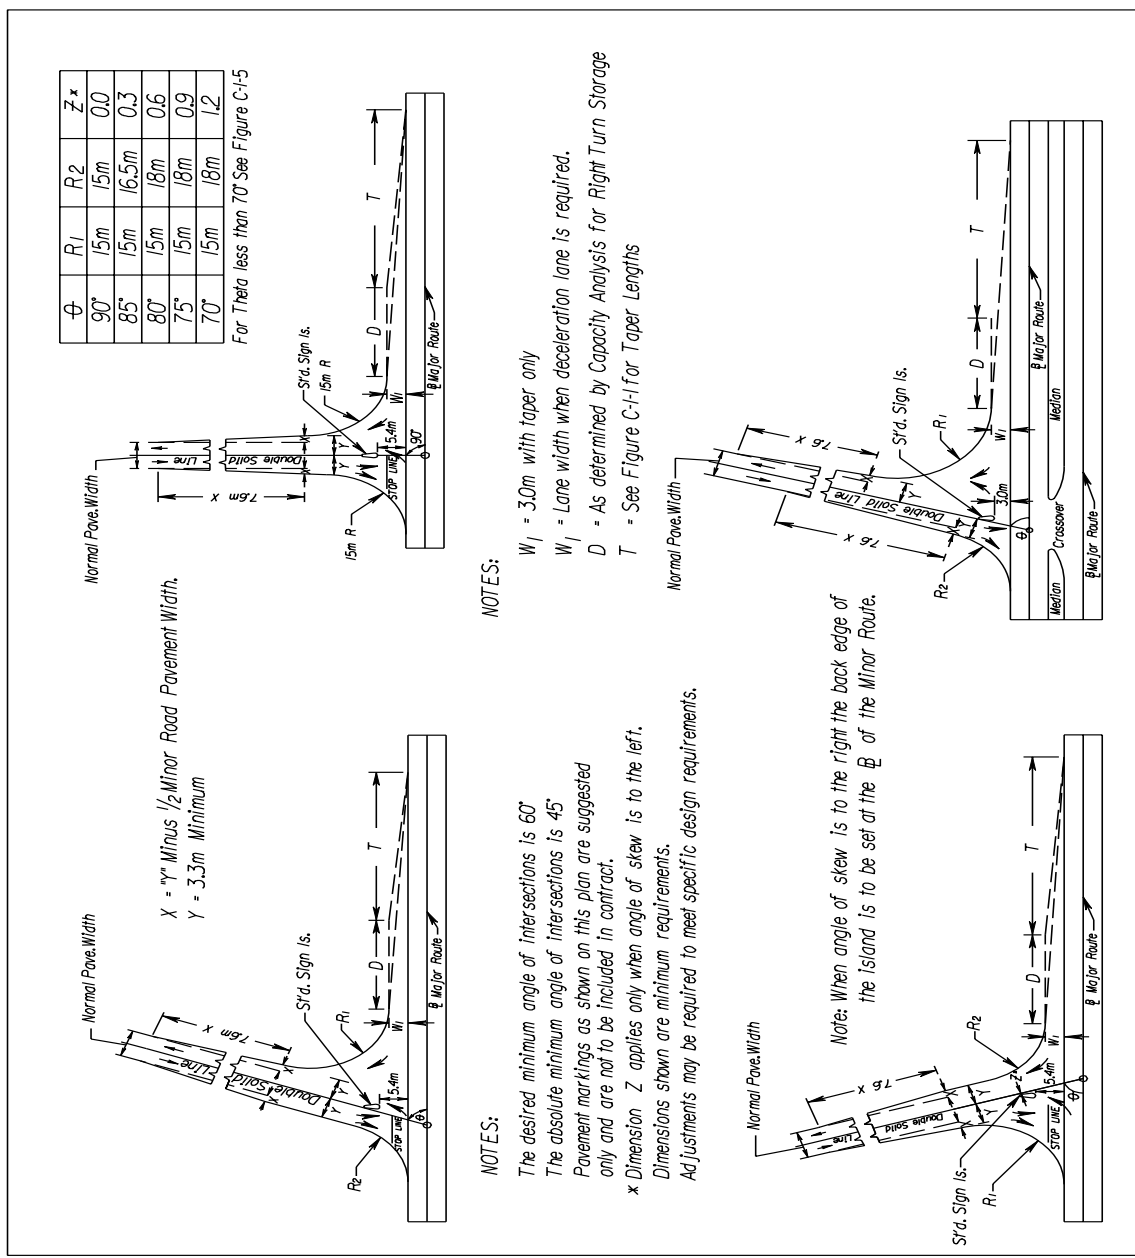 θ R1 R2 Z*
90° 15m 15m 0.0
85° 15m 16.5m 0.3
80° 15m 18m 0.6
75° 15m 18m 0.9
70° 15m 18m 1.2
For Theta less than 70° See Figure C-1-5
Normal Pave.Width
X = "Y" Minus 1/2 Minor Road Pavement Width.
Y = 3.3m Minimum
7.6m X
Line
Double Solid
X
Y
Y
Y
St'd. Sign Is.
R1
R2
STOP LINE
5.4m
θ
W1
D
T
℄ Major Route
Normal Pave.Width
7.6m X
Line
Double Solid
X
X
Y
Y
St'd. Sign Is.
15m R
15m R
STOP LINE
5.4m
90°
W1
D
T
℄ Major Route
NOTES:
The desired minimum angle of intersections is 60°
The absolute minimum angle of intersections is 45°
Pavement markings as shown on this plan are suggested
only and are not to be included in contract.
* Dimension Z applies only when angle of skew is to the left.
Dimensions shown are minimum requirements.
Adjustments may be required to meet specific design requirements.
NOTES:
W1 = 3.0m with taper only
W1 = Lane width when deceleration lane is required.
D = As determined by Capacity Analysis for Right Turn Storage
T = See Figure C-1-1 for Taper Lengths
Note: When angle of skew is to the right the back edge of
the island is to be set at the ℄ of the Minor Route.
Normal Pave.Width
7.6 X
Line
Double Solid
X
X
Y
Y
Z
St'd. Sign Is.
R1
R2
STOP LINE
5.4m
θ
W1
D
T
℄ Major Route
Normal Pave.Width
7.6 X
7.6 X
Double Solid Line
X
X
Y
Y
St'd. Sign Is.
R1
R2
3.0m
θ
W1
D
T
℄ Major Route
Median
Crossover
Median
℄ Major Route